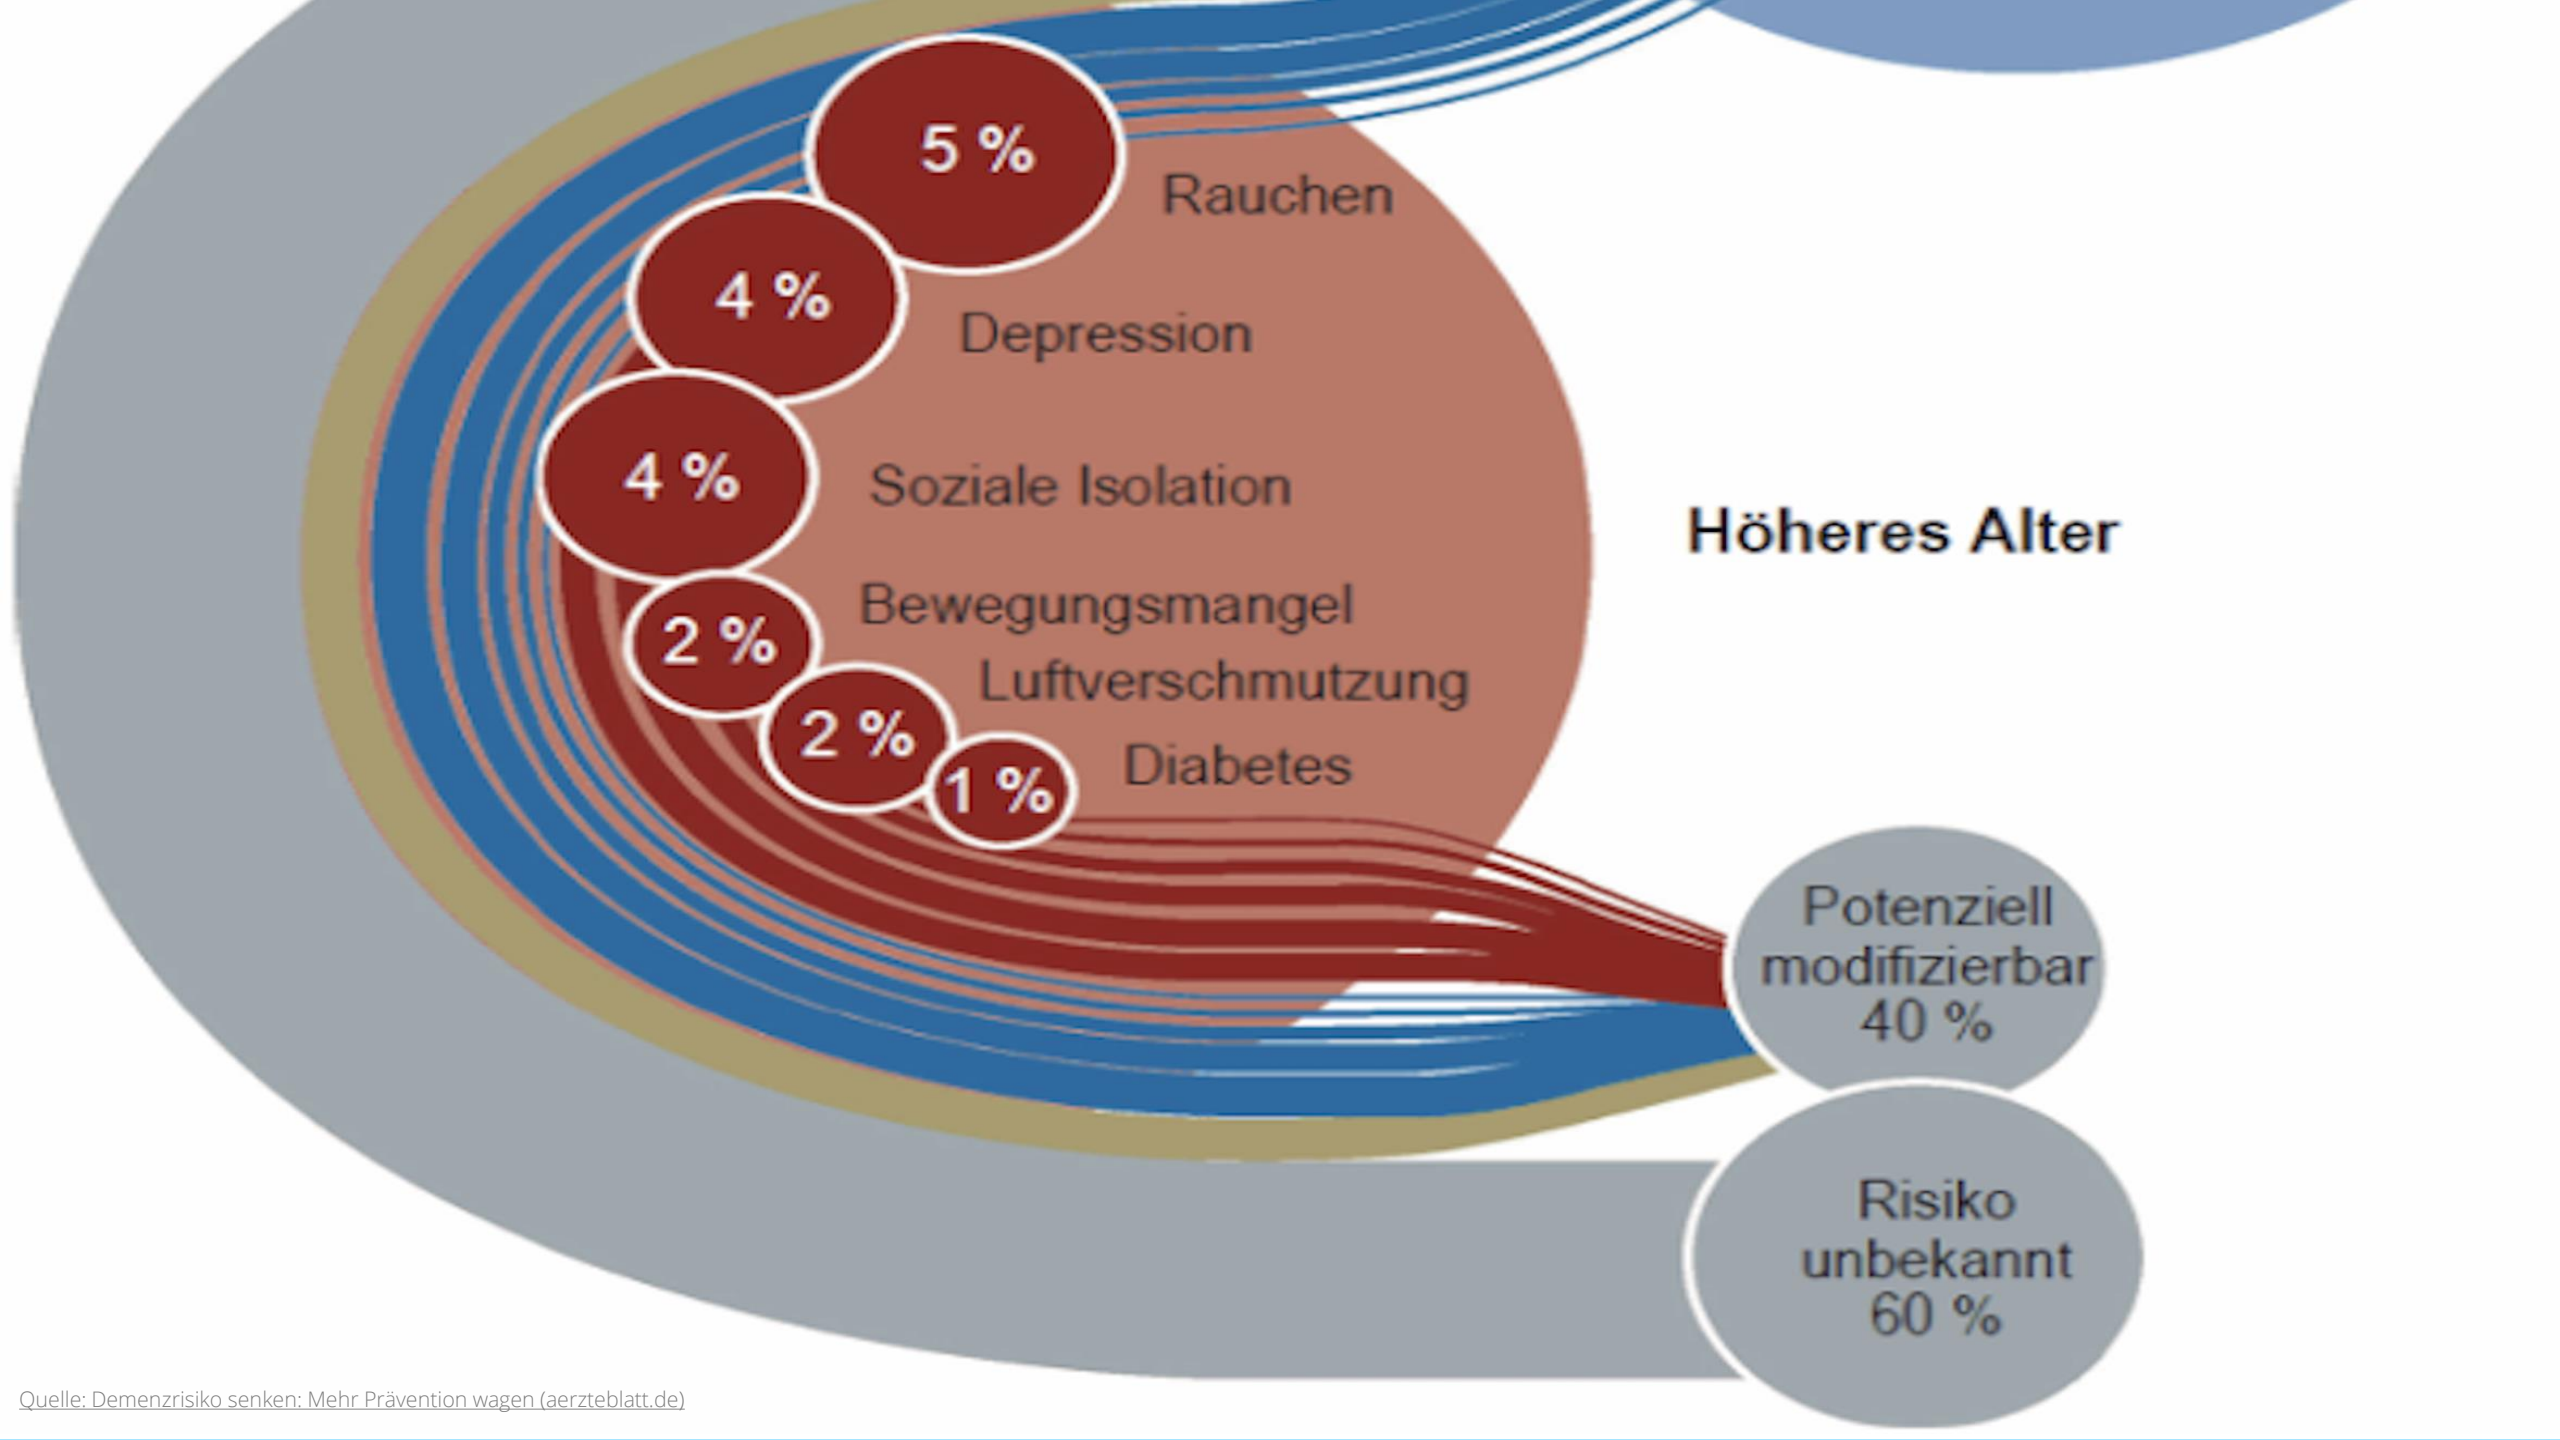 5 %
Rauchen
4 %
Depression
4 %
Soziale Isolation
Höheres Alter
2 %
Bewegungsmangel
2 %
Luftverschmutzung
1 %
Diabetes
Potenziell
modifizierbar
40 %
Risiko
unbekannt
60 %
Quelle: Demenzrisiko senken: Mehr Prävention wagen (aerzteblatt.de)